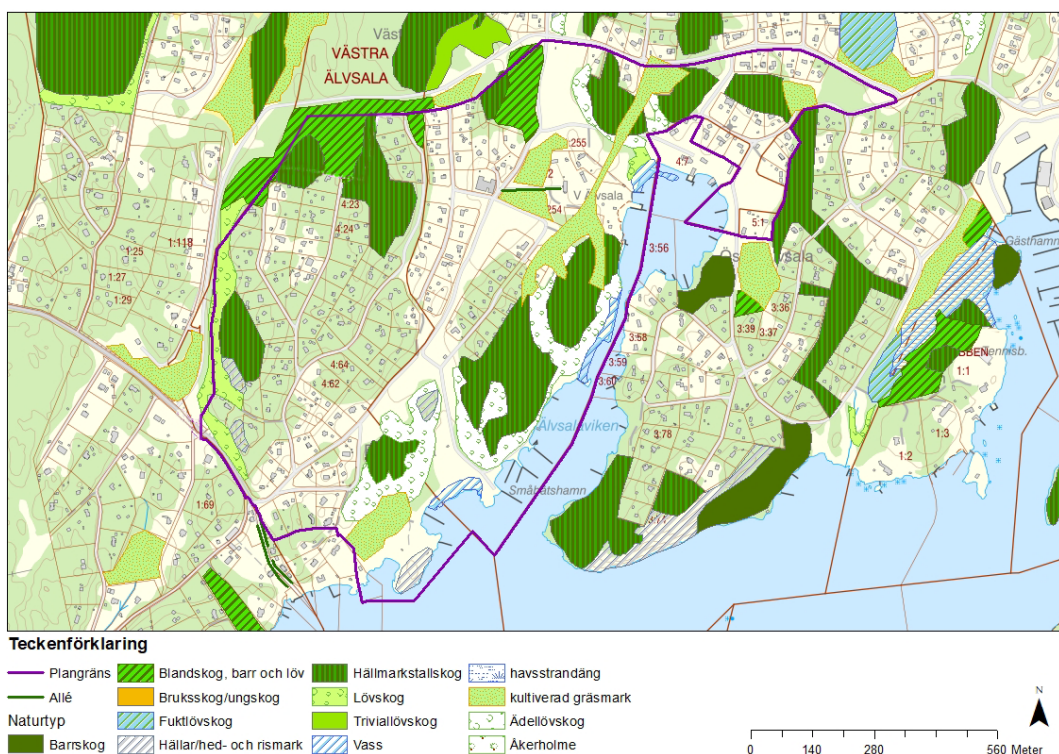 VÄSTRA
ÄLVSALA
Väst
:255
2
254
V Älvsala
4:7
5:1
3:56
4:23
4:24
1:118
1:25
1:27
1:29
4:64
4:62
3:36
3:39
3:37
3:58
3:59
3:60
3:78
Älvsalaviken
Småbåtshamn
Gästhamn
BBEN
1:1
1:3
1:2
1:69
Teckenförklaring
Plangräns
Allé
Naturtyp
Barrskog
Blandskog, barr och löv
Bruksskog/ungskog
Fuktlövskog
Hällar/hed- och rismark
Hällmarkstallskog
Lövskog
Triviallövskog
Vass
havsstrandäng
kultiverad gräsmark
Ädellövskog
Åkerholme
N
0 140 280 560 Meter